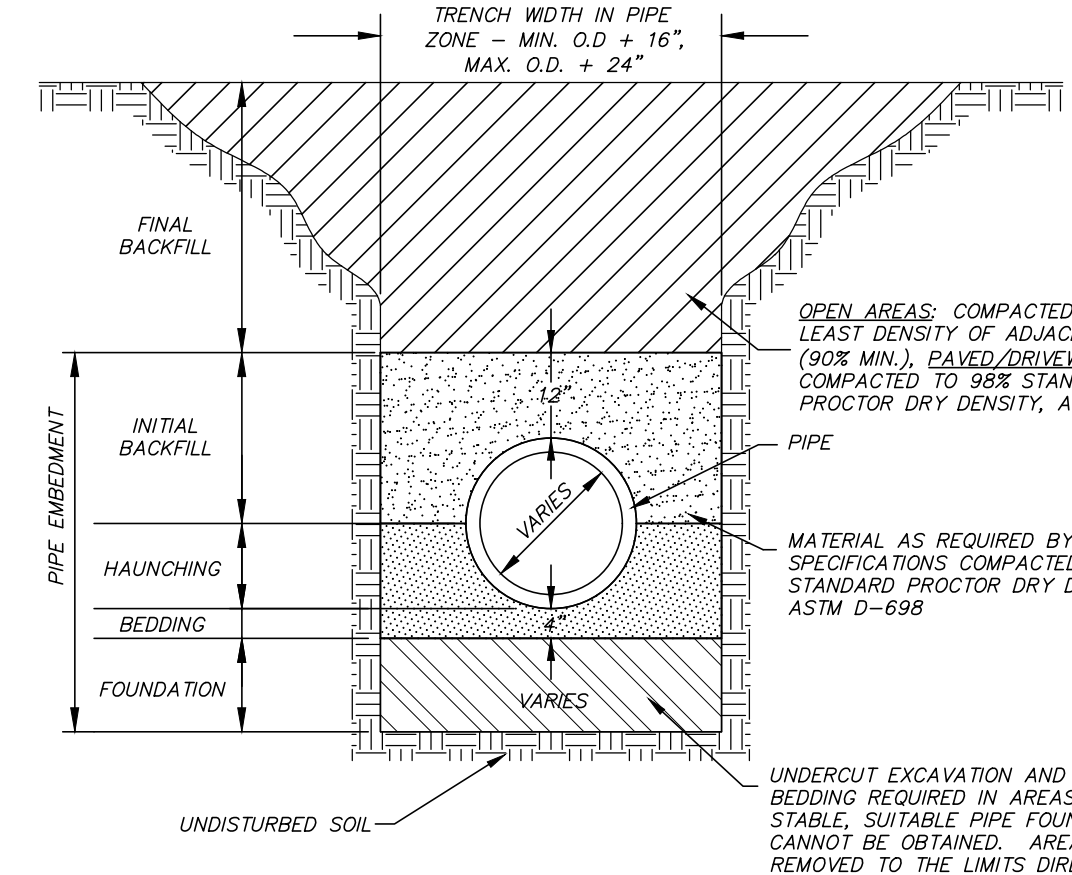 TRENCH WIDTH IN PIPE
ZONE – MIN. O.D + 16",
MAX. O.D. + 24"
FINAL
BACKFILL
OPEN AREAS: COMPACTED
LEAST DENSITY OF ADJAC
(90% MIN.), PAVED/DRIVEW
COMPACTED TO 98% STAN
PROCTOR DRY DENSITY, A
12"
INITIAL
BACKFILL
PIPE
PIPE EMBEDMENT
VARIES
MATERIAL AS REQUIRED BY
SPECIFICATIONS COMPACTED
STANDARD PROCTOR DRY D
ASTM D–698
HAUNCHING
BEDDING
4"
FOUNDATION
VARIES
UNDERCUT EXCAVATION AND
BEDDING REQUIRED IN AREAS
STABLE, SUITABLE PIPE FOUN
CANNOT BE OBTAINED.  AREA
REMOVED TO THE LIMITS DIRE
UNDISTURBED SOIL